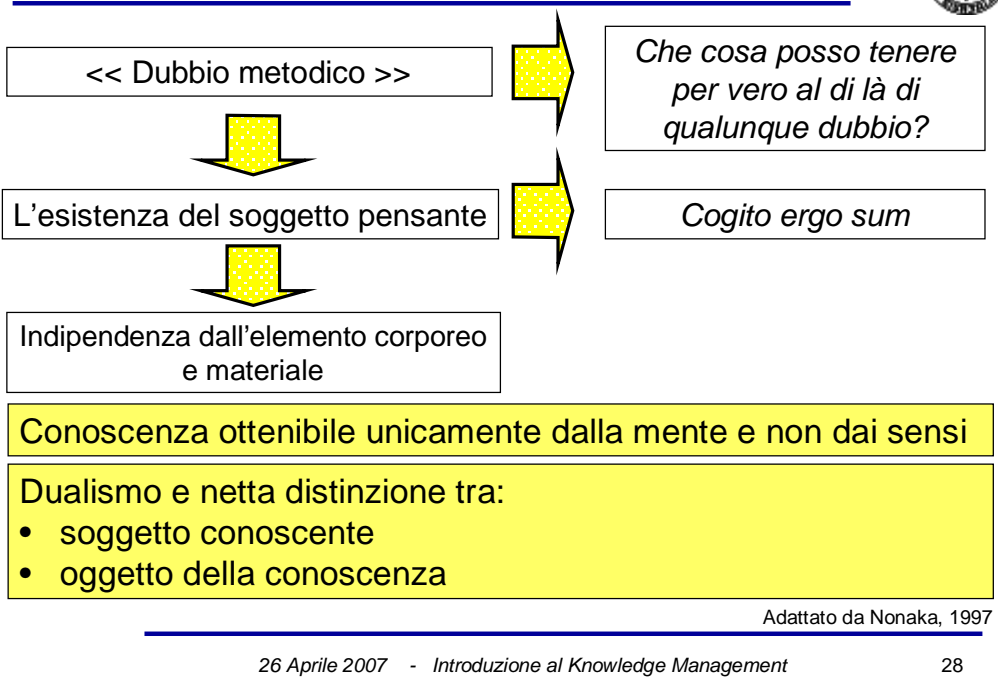 << Dubbio metodico >>
Che cosa posso tenere
per vero al di là di
qualunque dubbio?
L'esistenza del soggetto pensante
Cogito ergo sum
Indipendenza dall'elemento corporeo
e materiale
Conoscenza ottenibile unicamente dalla mente e non dai sensi
Dualismo e netta distinzione tra:
• soggetto conoscente
• oggetto della conoscenza
Adattato da Nonaka, 1997
26 Aprile 2007 - Introduzione al Knowledge Management 28